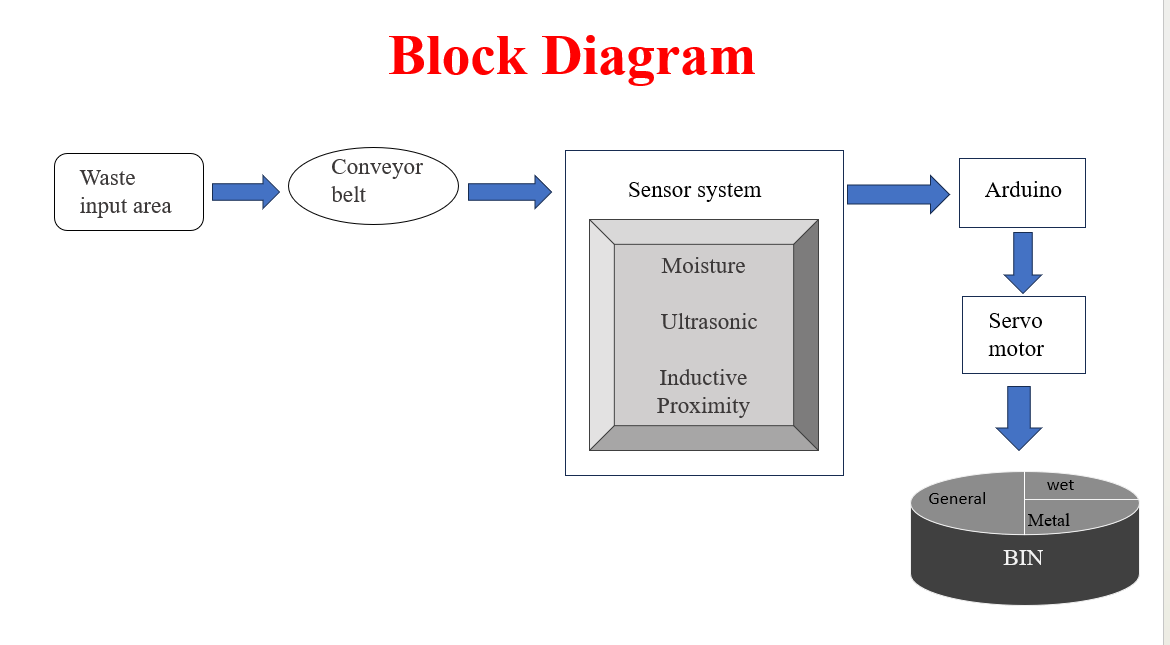 Block Diagram
Waste
input area
Conveyor
belt
Sensor system
Moisture
Ultrasonic
Inductive
Proximity
Arduino
Servo
motor
General
wet
Metal
BIN